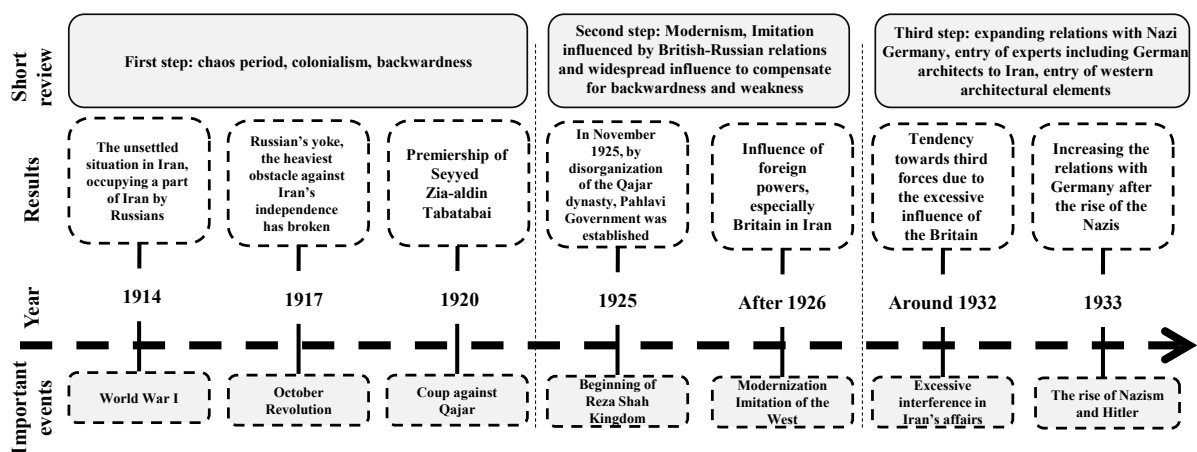 Short
review
First step: chaos period, colonialism, backwardness
Second step: Modernism, Imitation
influenced by British-Russian relations
and widespread influence to compensate
for backwardness and weakness
Third step: expanding relations with Nazi
Germany, entry of experts including German
architects to Iran, entry of western
architectural elements
Results
The unsettled
situation in Iran,
occupying a part
of Iran by
Russians
Russian's yoke,
the heaviest
obstacle against
Iran's
independence
has broken
Premiership of
Seyyed
Zia-aldin
Tabatabai
In November
1925, by
disorganization
of the Qajar
dynasty, Pahlavi
Government was
established
Influence of
foreign
powers,
especially
Britain in Iran
Tendency
towards third
forces due to
the excessive
influence of
the Britain
Increasing the
relations with
Germany after
the rise of the
Nazis
Year
1914
1917
1920
1925
After 1926
Around 1932
1933
Important
events
World War I
October
Revolution
Coup against
Qajar
Beginning of
Reza Shah
Kingdom
Modernization
Imitation of the
West
Excessive
interference in
Iran's affairs
The rise of Nazism
and Hitler